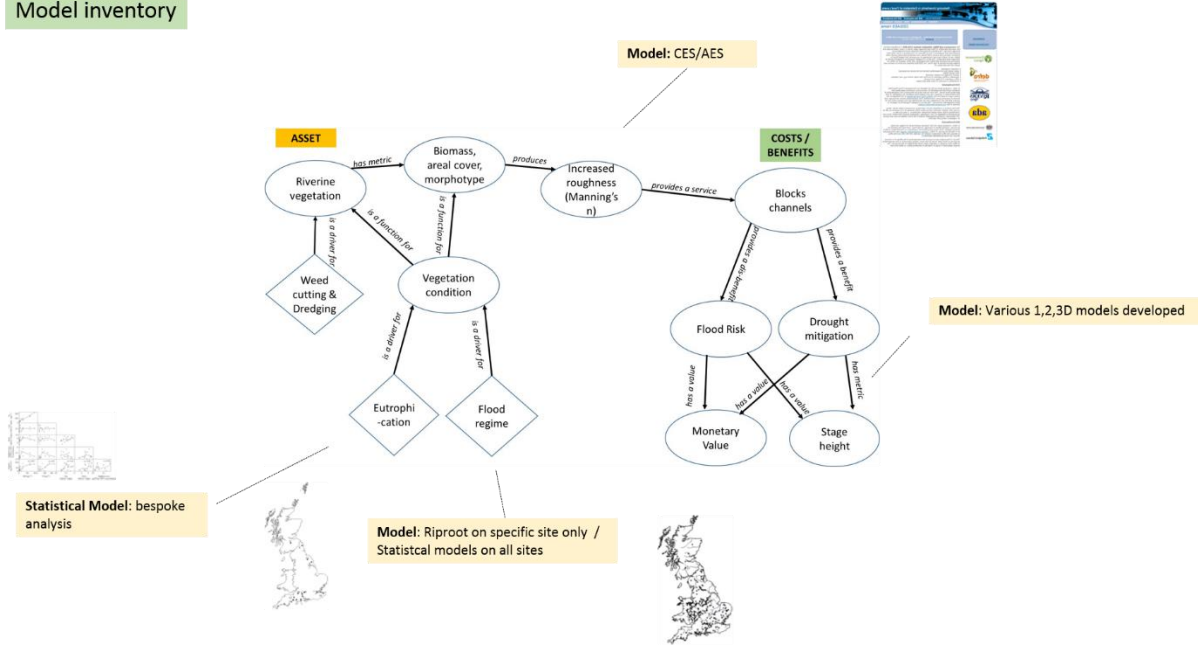 Model inventory
Model: CES/AES
ASSET
COSTS /
BENEFITS
Riverine
vegetation
has metric
Biomass,
areal cover,
morphotype
produces
Increased
roughness
(Manning's
n)
provides a service
Blocks
channels
is a driver for
is a function for
is a function for
provides a dis-benefit
provides a benefit
Weed
cutting &
Dredging
Vegetation
condition
Flood Risk
Drought
mitigation
Model: Various 1,2,3D models developed
is a driver for
is a driver for
has a value
has a value
has a value
has metric
Eutrophi
-cation
Flood
regime
Monetary
Value
Stage
height
Statistical Model: bespoke
analysis
Model: Riproot on specific site only /
Statistcal models on all sites
defra
ada